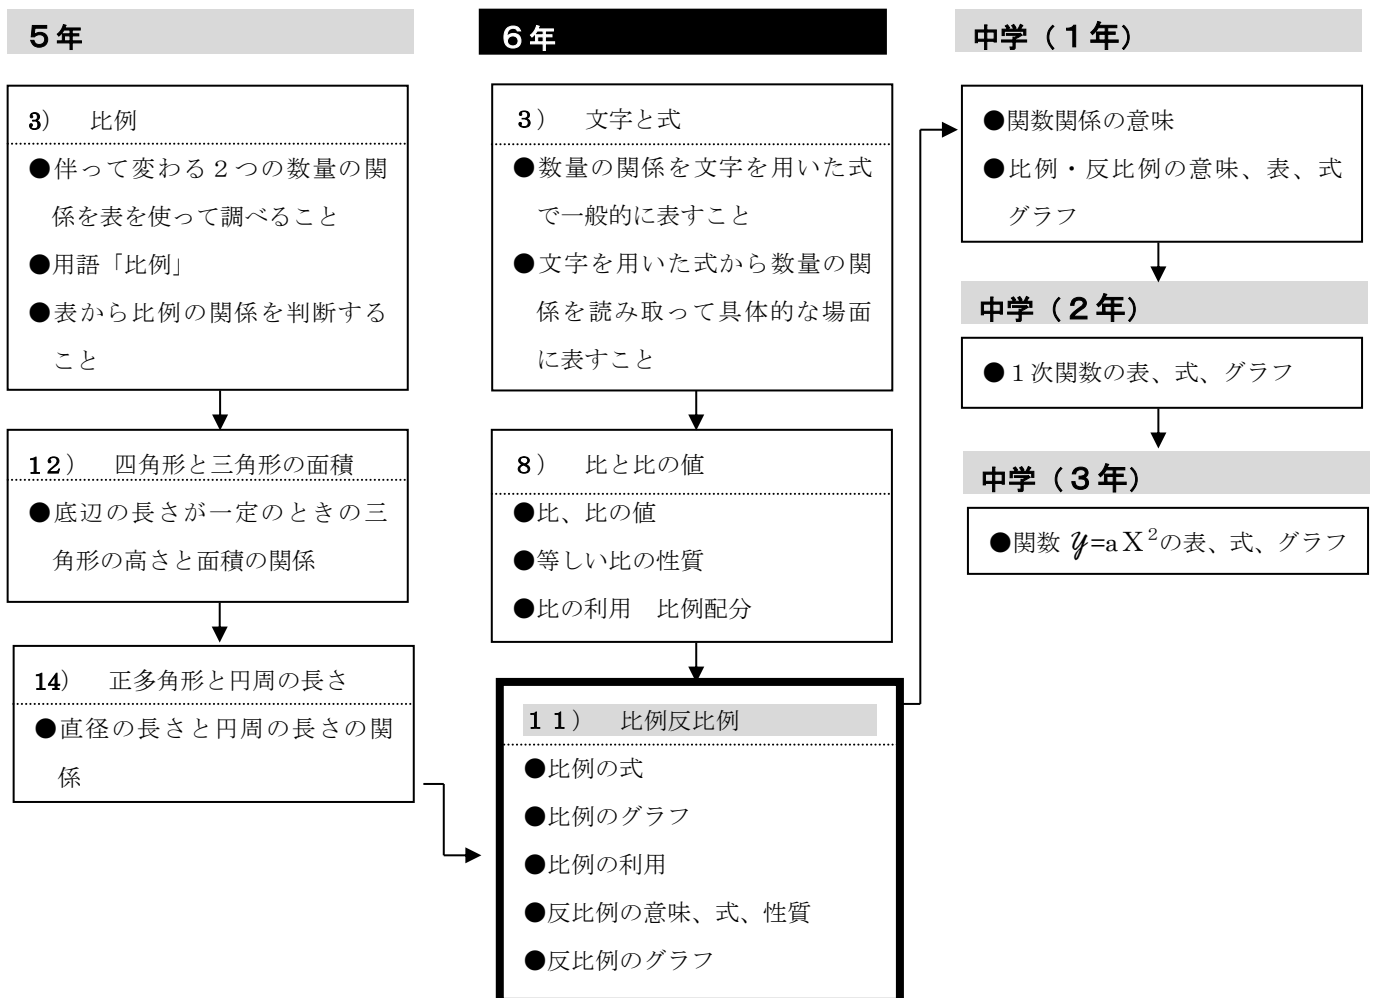 ５年
3)　比例
●伴って変わる２つの数量の関
係を表を使って調べること
●用語「比例」
●表から比例の関係を判断する
こと
１２）　四角形と三角形の面積
●底辺の長さが一定のときの三
角形の高さと面積の関係
14)　正多角形と円周の長さ
●直径の長さと円周の長さの関
係
６年
３）　文字と式
●数量の関係を文字を用いた式
で一般的に表すこと
●文字を用いた式から数量の関
係を読み取って具体的な場面
に表すこと
８）　比と比の値
●比、比の値
●等しい比の性質
●比の利用　比例配分
１１）　比例反比例
●比例の式
●比例のグラフ
●比例の利用
●反比例の意味、式、性質
●反比例のグラフ
中学（１年）
●関数関係の意味
●比例・反比例の意味、表、式
グラフ
中学（２年）
●１次関数の表、式、グラフ
中学（３年）
●関数 y=aX²の表、式、グラフ